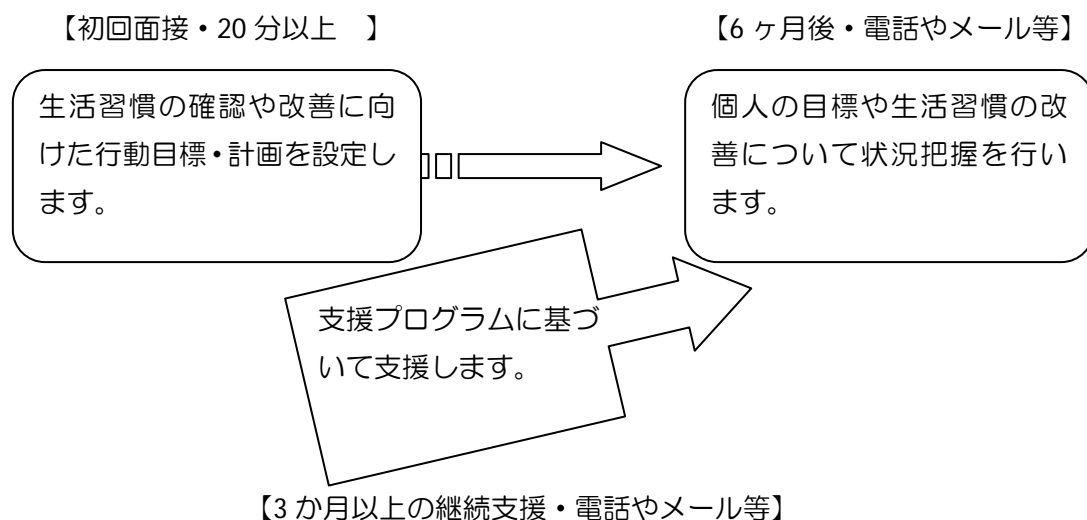 【初回面接・20 分以上　】
【6 ヶ月後・電話やメール等】
生活習慣の確認や改善に向
けた行動目標・計画を設定し
ます。
個人の目標や生活習慣の改
善について状況把握を行い
ます。
支援プログラムに基づ
いて支援します。
【3 か月以上の継続支援・電話やメール等】